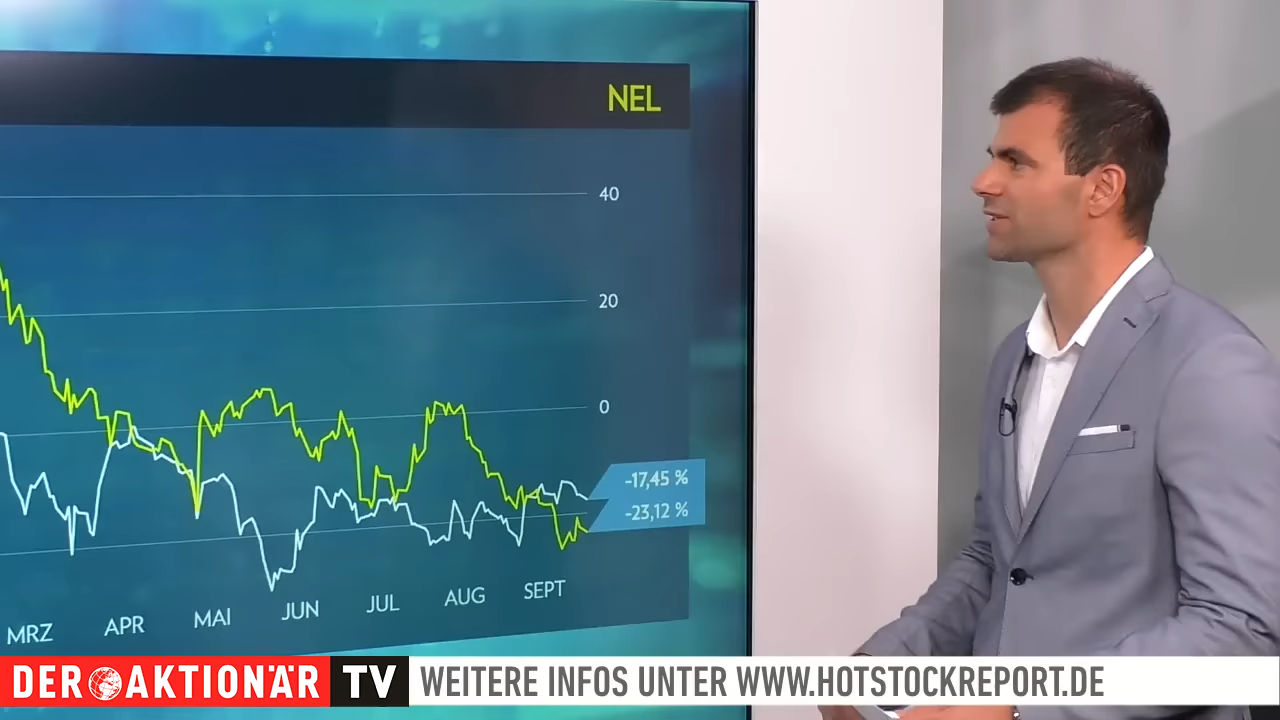 NEL
40
20
0
-17,45 %
-23,12 %
MRZ APR MAI JUN JUL AUG SEPT
DER AKTIONÄR TV WEITERE INFOS UNTER WWW.HOTSTOCKREPORT.DE